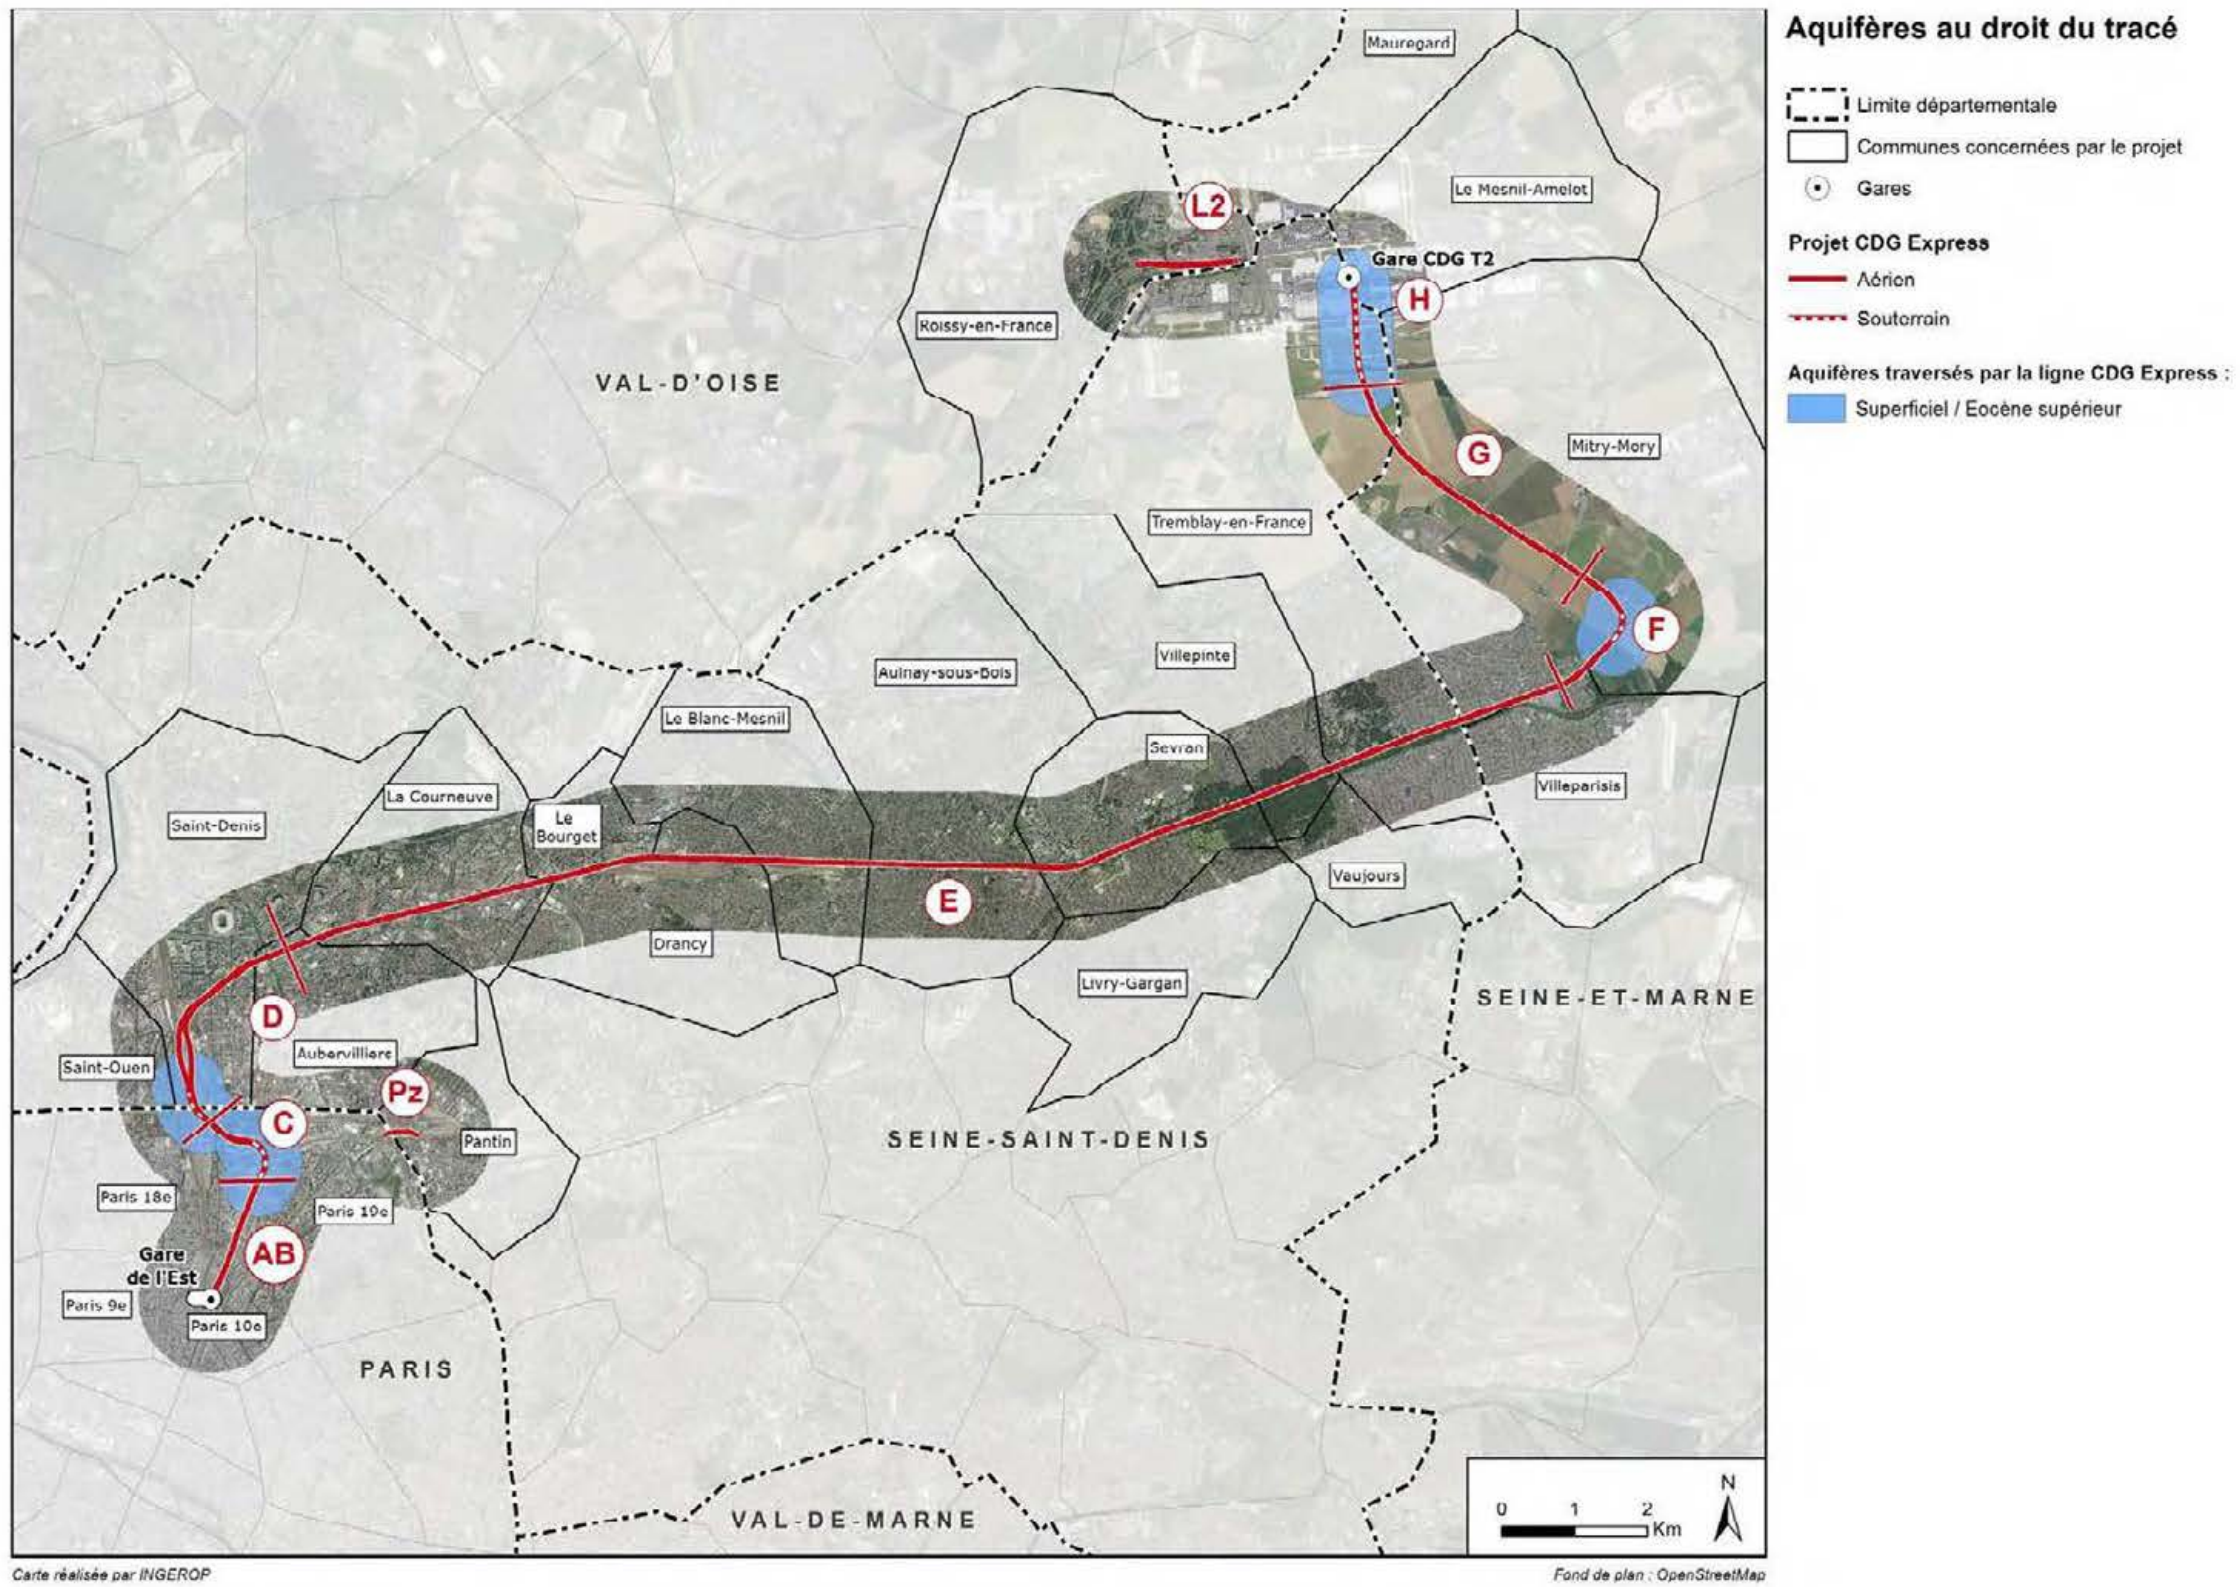 Aquifères au droit du tracé
Limite départementale
Communes concernées par le projet
Gares
Projet CDG Express
Aérien
Souterrain
Aquifères traversés par la ligne CDG Express :
Superficiel / Eocène supérieur
Mauregard
Le Mesnil-Amelot
L2
Gare CDG T2
H
Roissy-en-France
VAL-D'OISE
G
Mitry-Mory
Tremblay-en-France
F
Villepinte
Aulnay-sous-Bois
Le Blanc-Mesnil
Sevran
Villeparisis
La Courneuve
Saint-Denis
Le
Bourget
Vaujours
E
Drancy
Livry-Gargan
SEINE-ET-MARNE
D
Aubervilliers
Saint-Ouen
Pz
C
Pantin
SEINE-SAINT-DENIS
Paris 18e
Paris 19e
Gare
de l'Est
AB
Paris 9e
Paris 10e
PARIS
VAL-DE-MARNE
N
0 1 2
Km
Carte réalisée par INGEROP
Fond de plan : OpenStreetMap